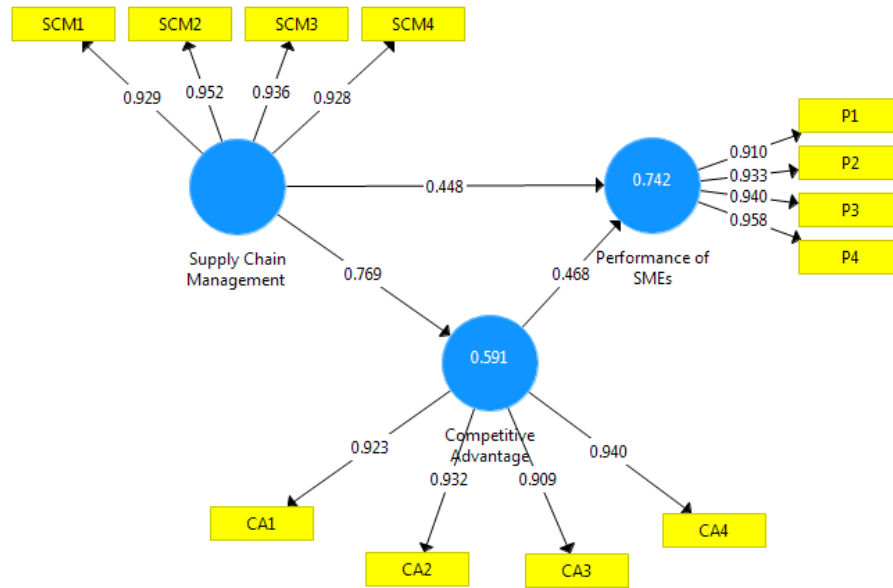 SCM1
SCM2
SCM3
SCM4
0.929
0.952
0.936
0.928
P1
P2
P3
P4
0.910
0.933
0.940
0.958
0.742
0.448
Supply Chain
Management
Performance of
SMEs
0.769
0.468
0.591
Competitive
Advantage
0.923
0.932
0.909
0.940
CA1
CA2
CA3
CA4